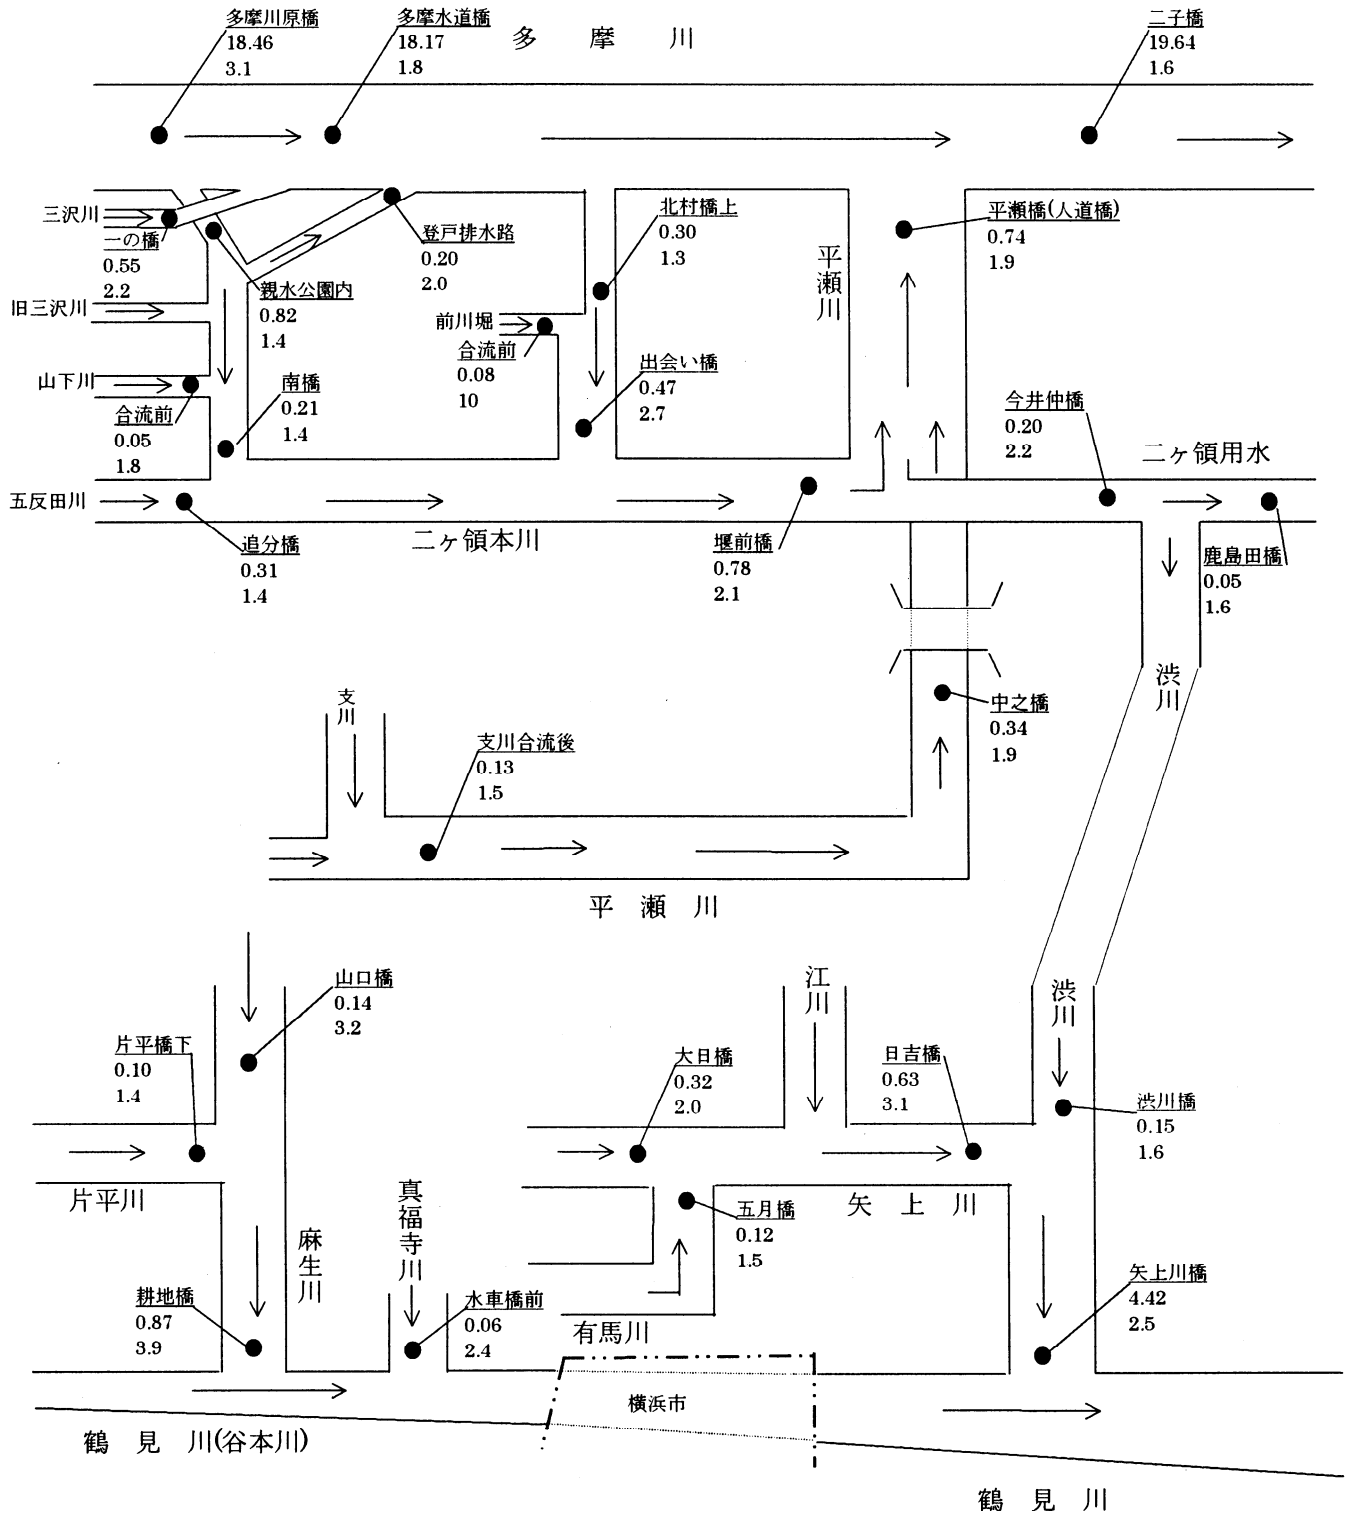 多摩川原橋
18.46
3.1
多摩水道橋
18.17
1.8
多摩川
二子橋
19.64
1.6
三沢川
一の橋
0.55
2.2
登戸排水路
0.20
2.0
北村橋上
0.30
1.3
平瀬川
平瀬橋(人道橋)
0.74
1.9
旧三沢川
親水公園内
0.82
1.4
前川堀
合流前
0.08
10
出会い橋
0.47
2.7
山下川
合流前
0.05
1.8
南橋
0.21
1.4
今井仲橋
0.20
2.2
二ヶ領用水
五反田川
追分橋
0.31
1.4
二ヶ領本川
堰前橋
0.78
2.1
鹿島田橋
0.05
1.6
渋川
支川
支川合流後
0.13
1.5
中之橋
0.34
1.9
平瀬川
山口橋
0.14
3.2
江川
渋川
片平橋下
0.10
1.4
大日橋
0.32
2.0
日吉橋
0.63
3.1
渋川橋
0.15
1.6
片平川
真福寺川
五月橋
0.12
1.5
矢上川
麻生川
耕地橋
0.87
3.9
水車橋前
0.06
2.4
有馬川
矢上川橋
4.42
2.5
横浜市
鶴見川(谷本川)
鶴見川